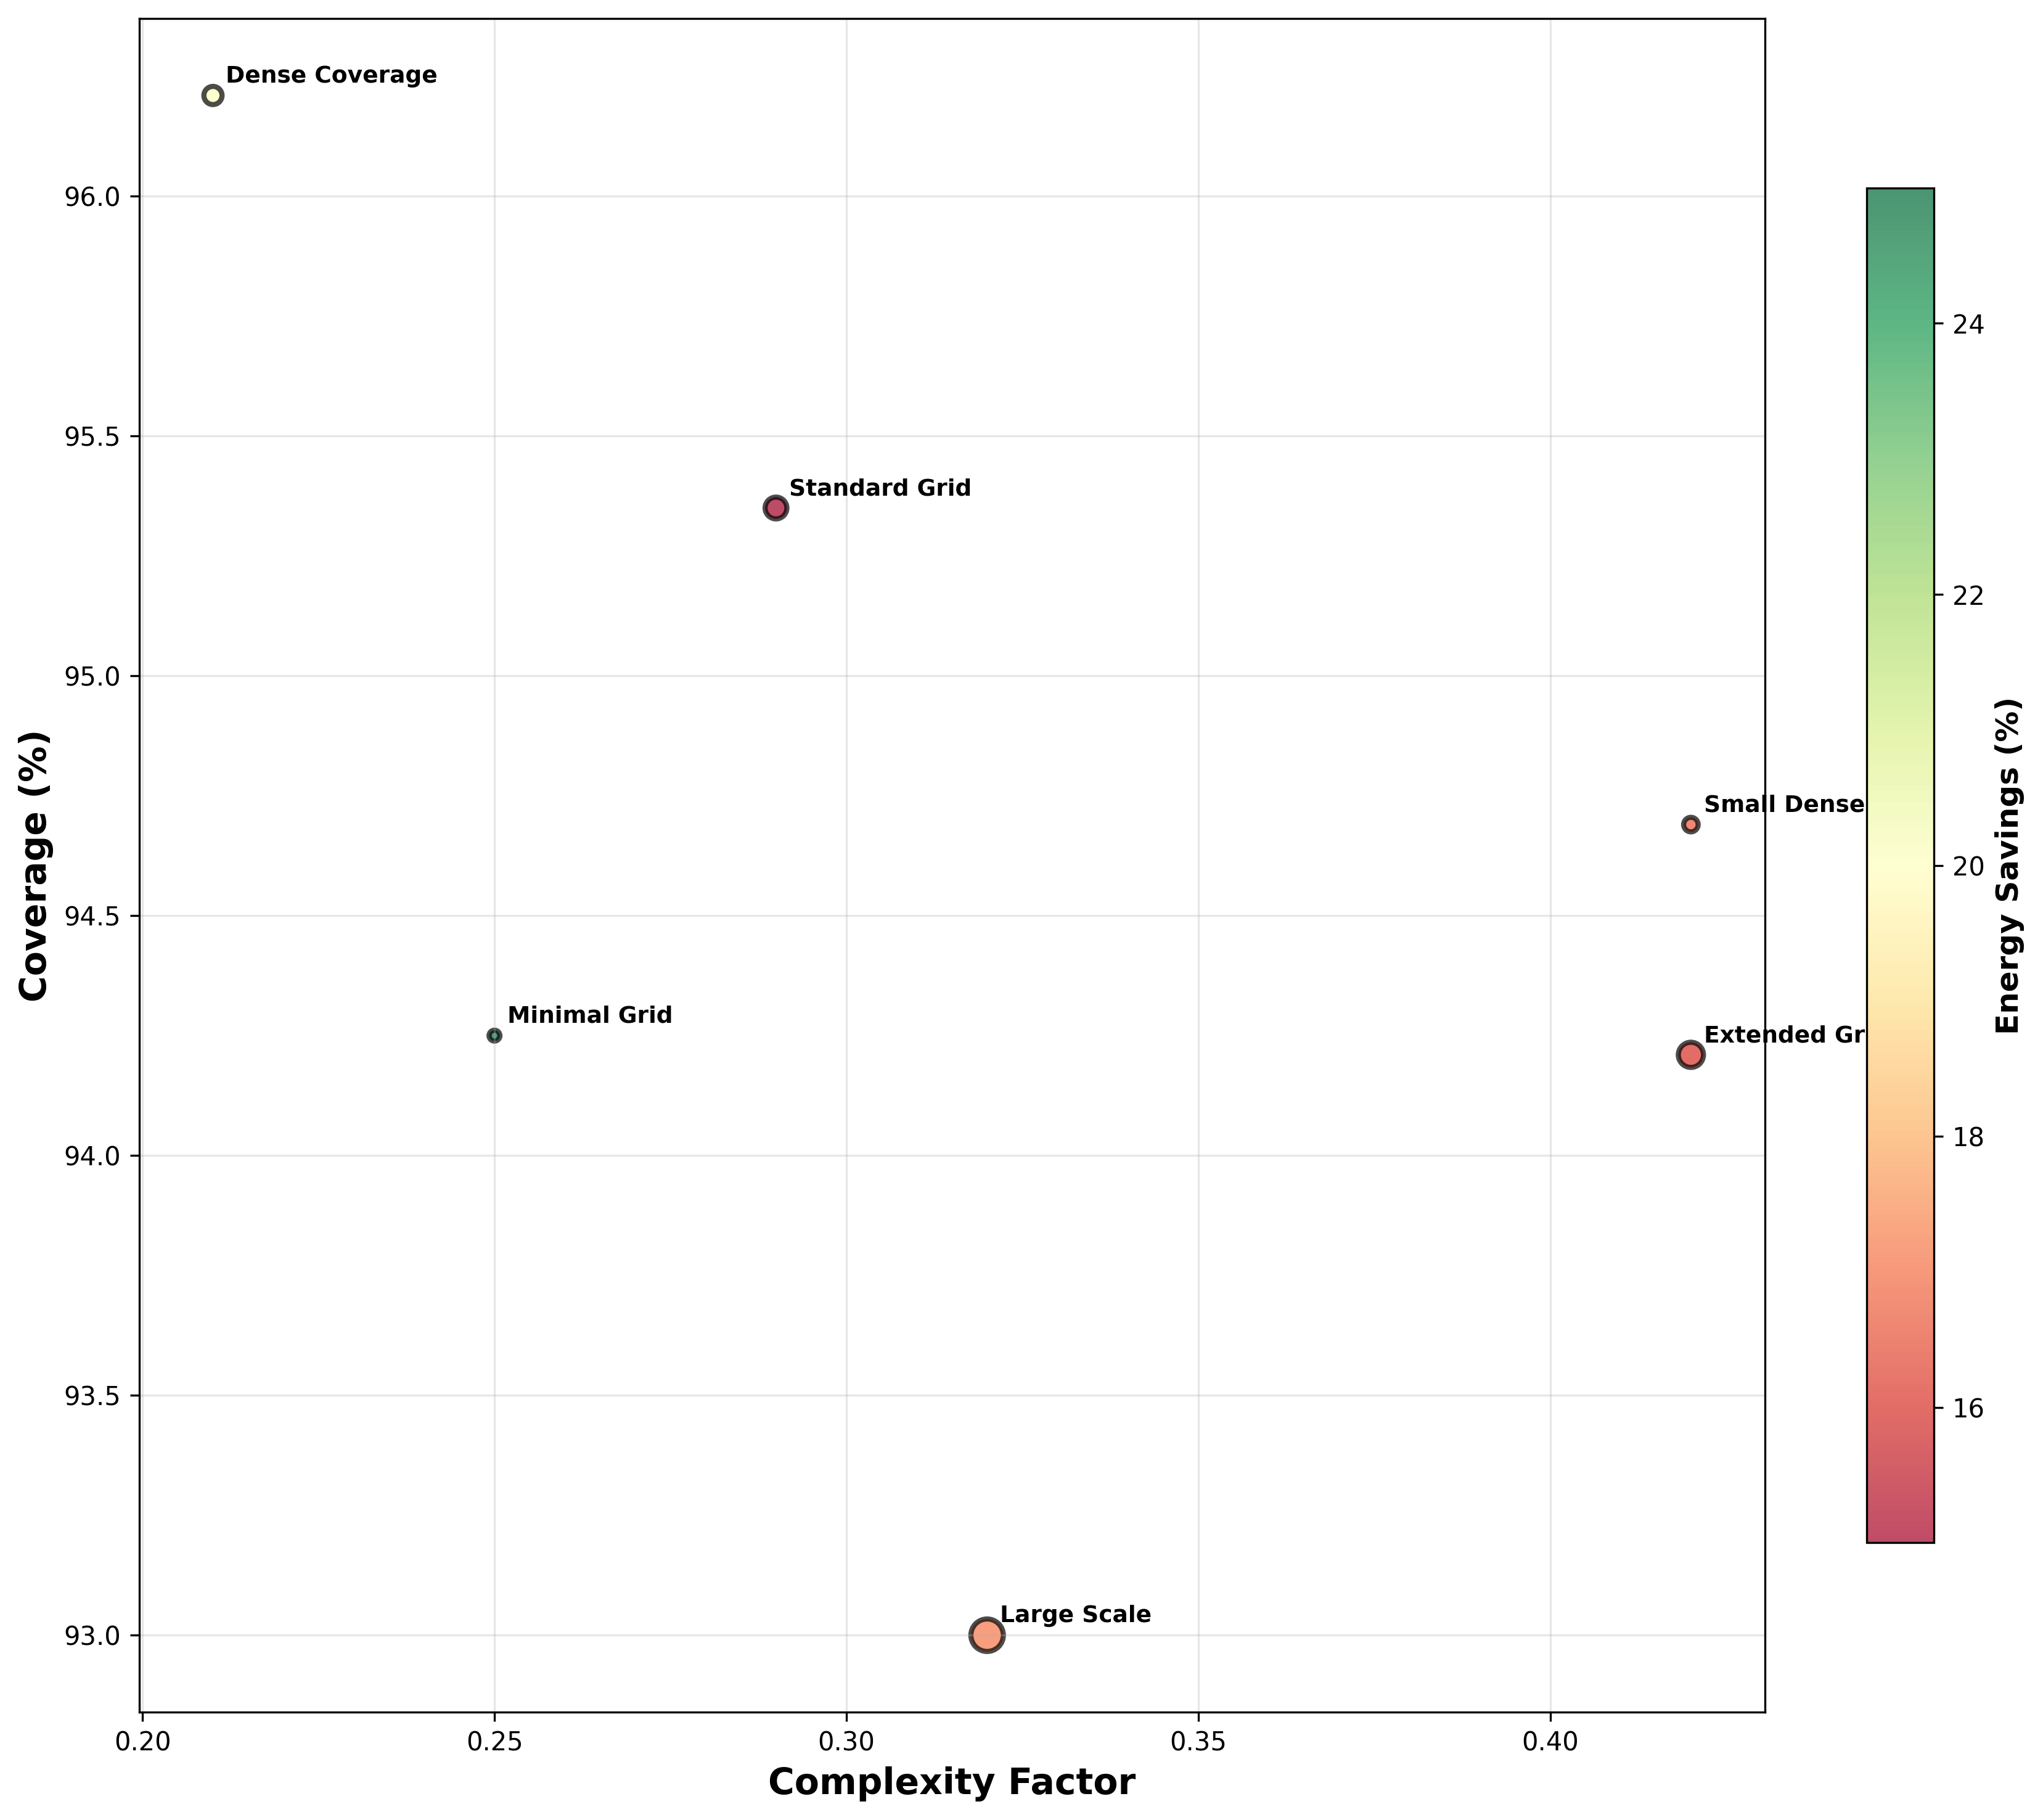 Dense Coverage
96.0
24
95.5
Standard Grid
22
95.0
Small Dense
20
94.5
Minimal Grid
Extended Gr
94.0
18
93.5
16
Large Scale
93.0
0.20
0.25
0.30
0.35
0.40
Complexity Factor
Coverage (%)
Energy Savings (%)